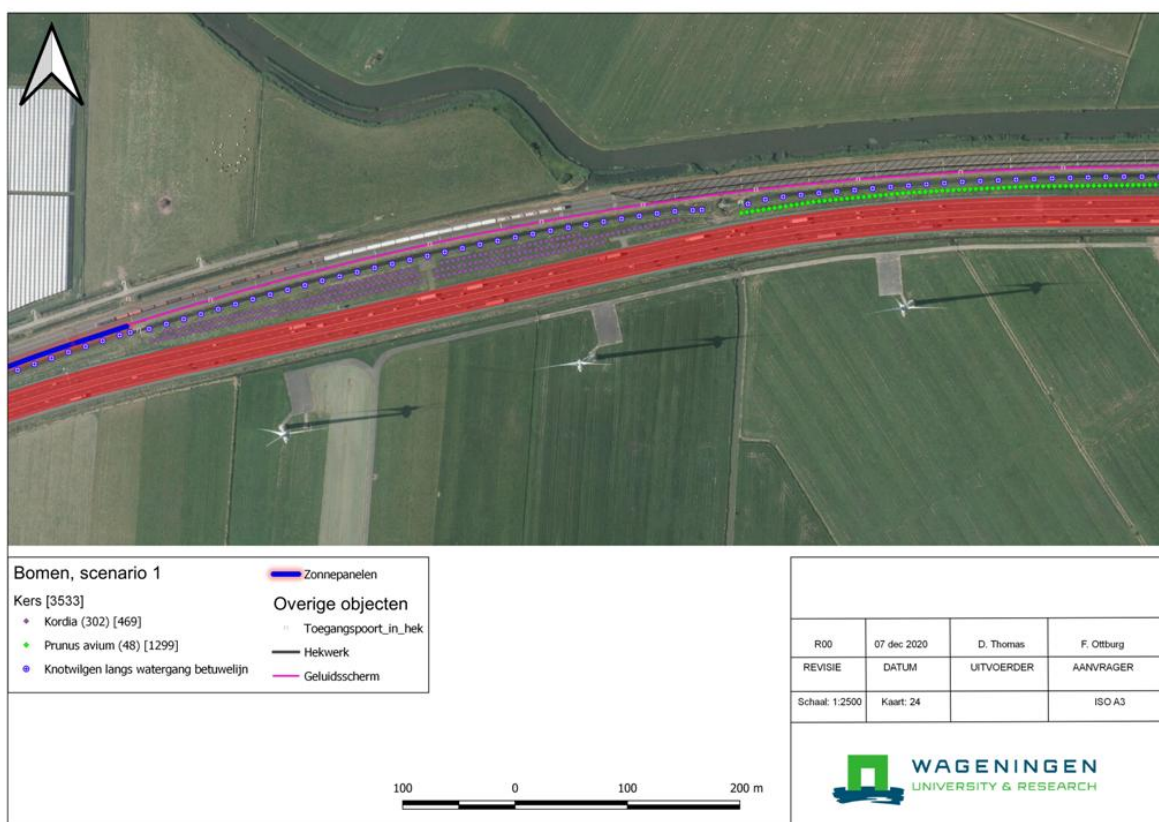 Bomen, scenario 1
Kers [3533]
Kordia (302) [469]
Prunus avium (48) [1299]
Knotwilgen langs watergang betuwelijn
Zonnepanelen
Overige objecten
Toegangspoort_in_hek
Hekwerk
Geluidsscherm
100 0 100 200 m
R00 07 dec 2020 D. Thomas F. Ottburg
REVISIE DATUM UITVOERDER AANVRAGER
Schaal: 1:2500 Kaart: 24 ISO A3
WAGENINGEN
UNIVERSITY & RESEARCH